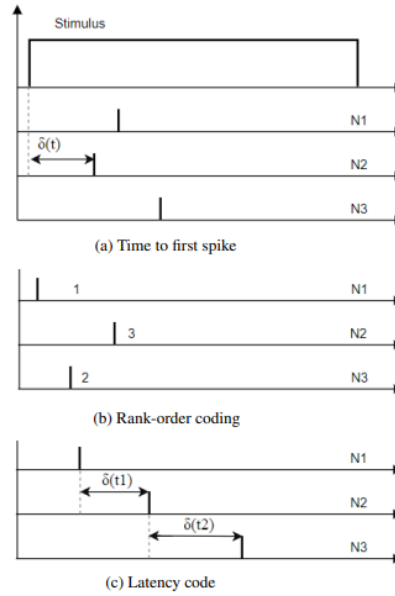 Stimulus
N1
δ(t)
N2
N3
(a) Time to first spike
1 N1
3 N2
2 N3
(b) Rank-order coding
N1
δ(t1)
N2
δ(t2)
N3
(c) Latency code